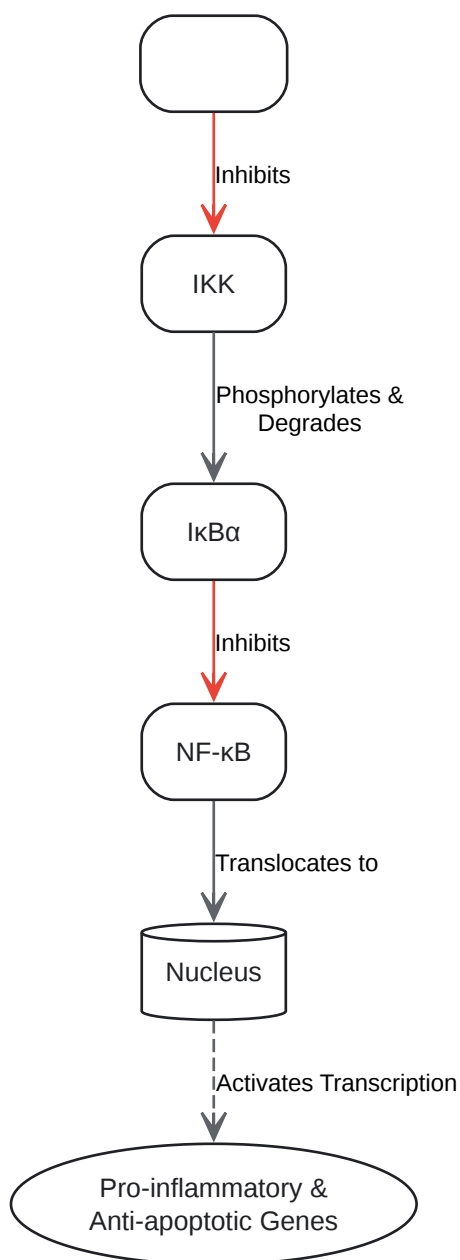 Inhibits
IKK
Phosphorylates &
Degrades
IκBα
Inhibits
NF-κB
Translocates to
Nucleus
Activates Transcription
Pro-inflammatory &
Anti-apoptotic Genes